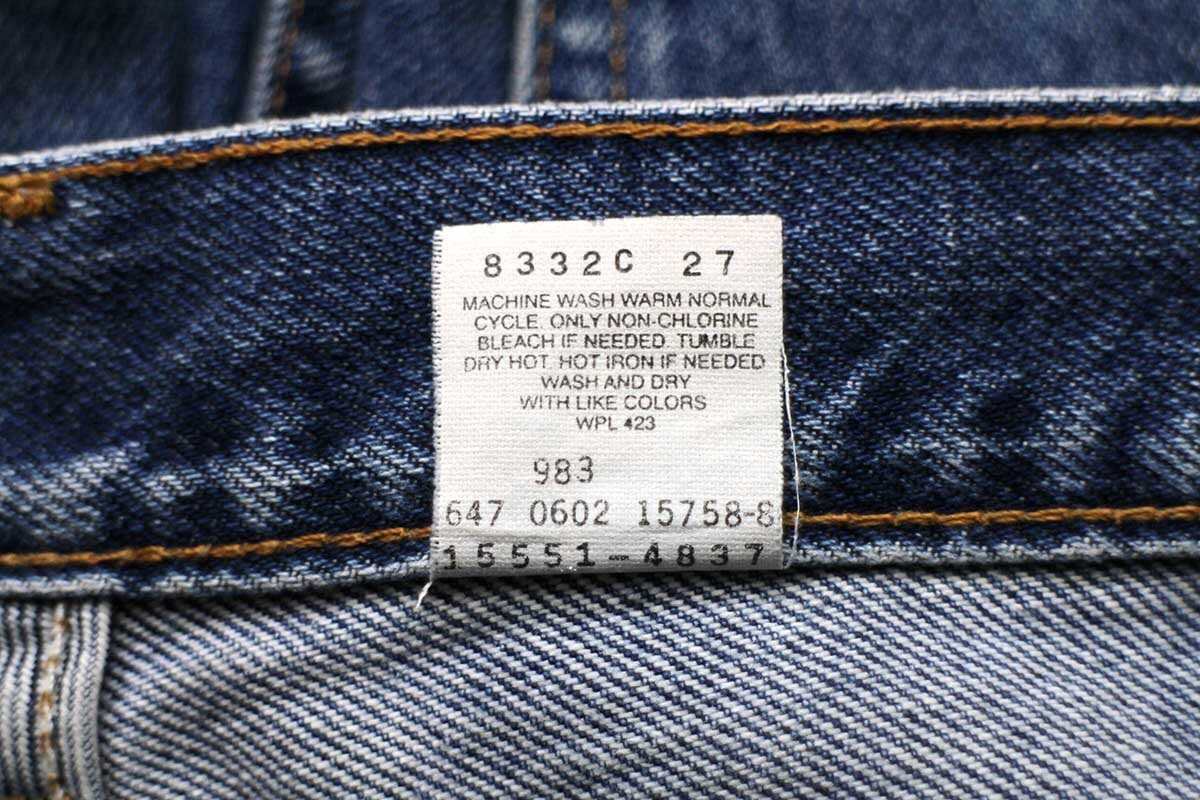 8332C 27
MACHINE WASH WARM NORMAL
CYCLE. ONLY NON-CHLORINE
BLEACH IF NEEDED. TUMBLE
DRY HOT. HOT IRON IF NEEDED
WASH AND DRY
WITH LIKE COLORS
WPL 423
983
647 0602 15758-8
15551-4837